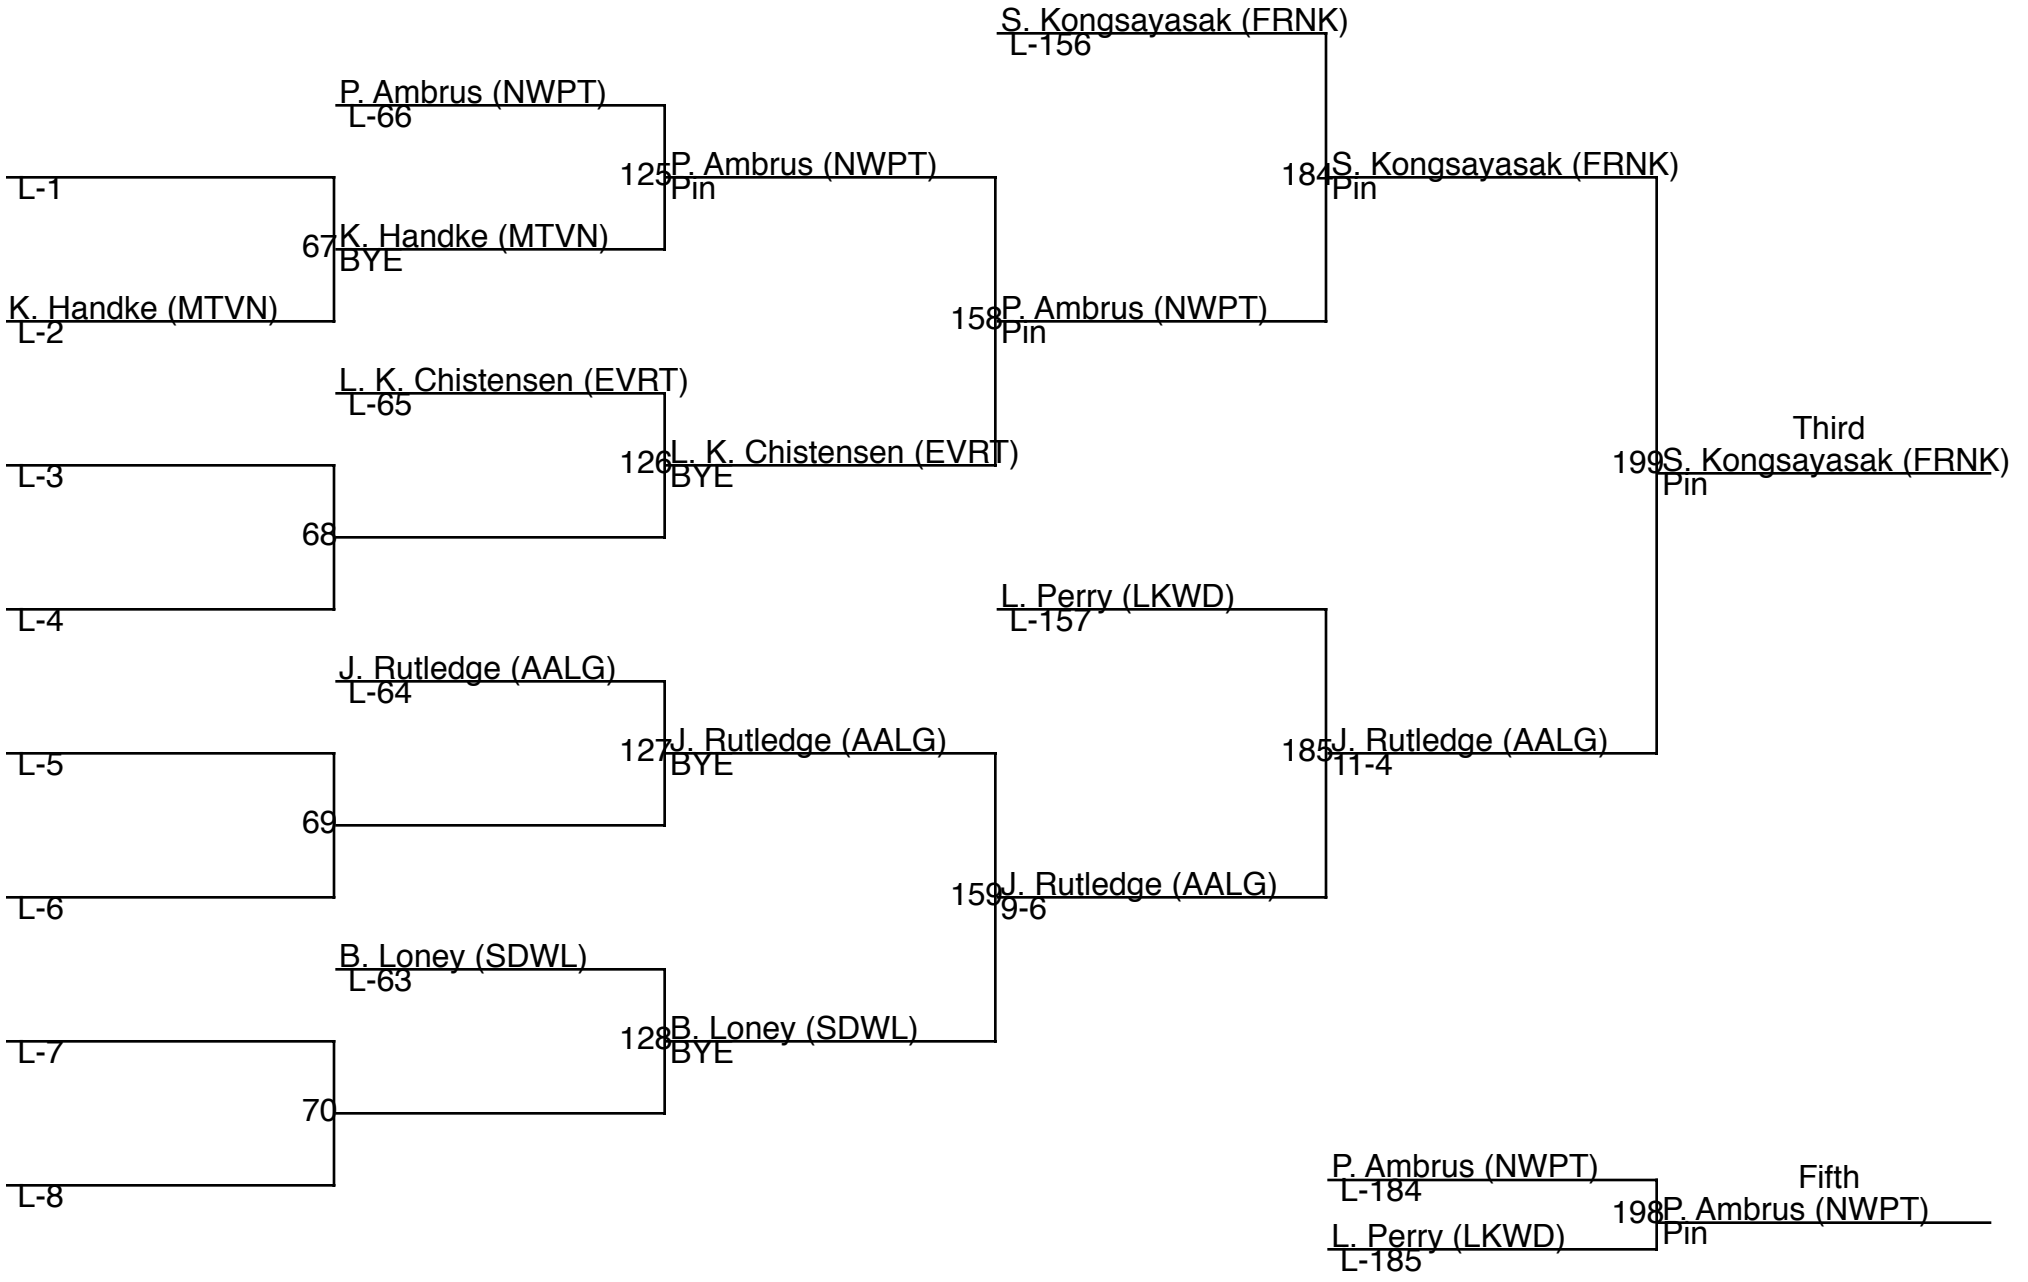 S. Kongsayasak (FRNK)
L-156
P. Ambrus (NWPT)
L-66
125
P. Ambrus (NWPT)
Pin
184
S. Kongsayasak (FRNK)
Pin
L-1
67
K. Handke (MTVN)
BYE
K. Handke (MTVN)
L-2
158
P. Ambrus (NWPT)
Pin
L. K. Chistensen (EVRT)
L-65
126
L. K. Chistensen (EVRT)
BYE
L-3
Third
199
S. Kongsayasak (FRNK)
Pin
68
L-4
L. Perry (LKWD)
L-157
J. Rutledge (AALG)
L-64
127
J. Rutledge (AALG)
BYE
185
J. Rutledge (AALG)
11-4
L-5
69
159
J. Rutledge (AALG)
9-6
L-6
B. Loney (SDWL)
L-63
128
B. Loney (SDWL)
BYE
L-7
70
L-8
P. Ambrus (NWPT)
L-184
Fifth
198
P. Ambrus (NWPT)
Pin
L. Perry (LKWD)
L-185